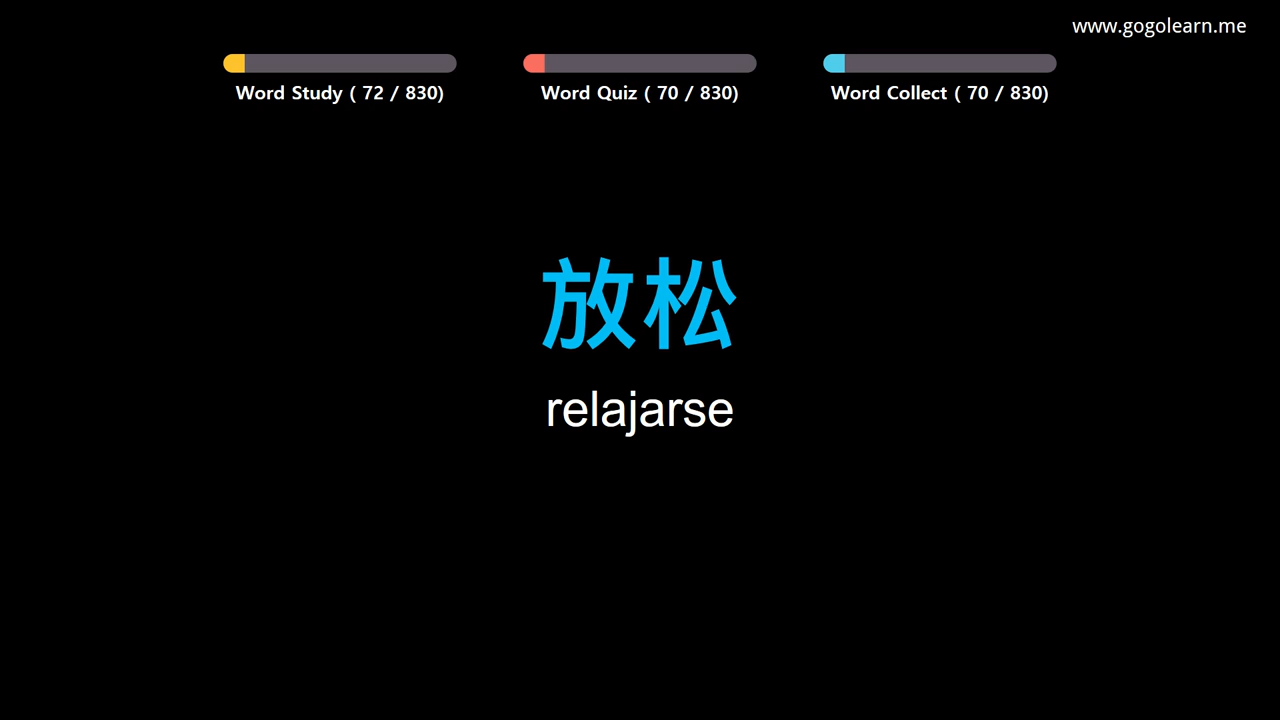 www.gogolearn.me
Word Study ( 72 / 830)
Word Quiz ( 70 / 830)
Word Collect ( 70 / 830)
放松
relajarse